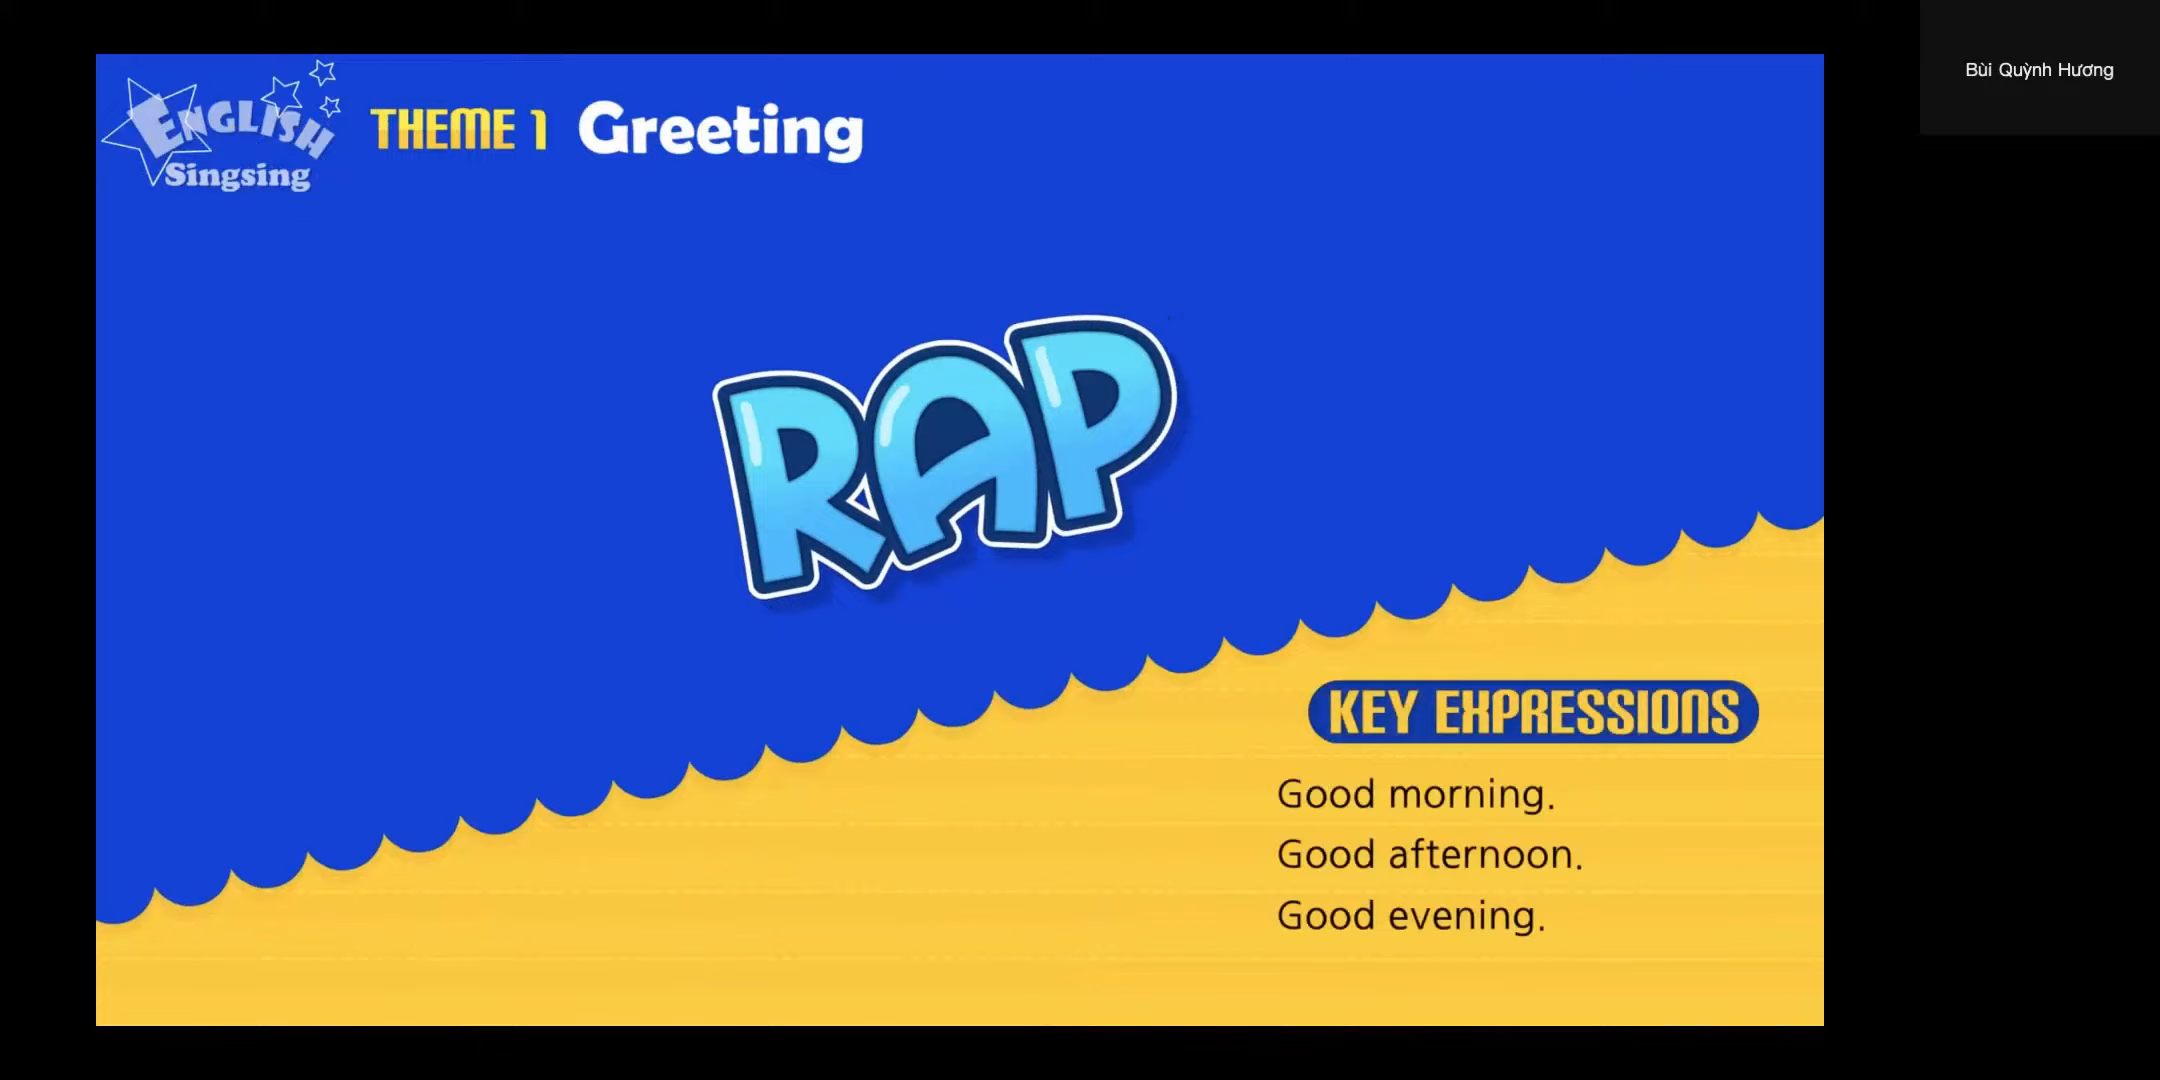 ENGLISH
Singsing
THEME 1 Greeting
Bùi Quỳnh Hương
RAP
KEY EXPRESSIONS
Good morning.
Good afternoon.
Good evening.